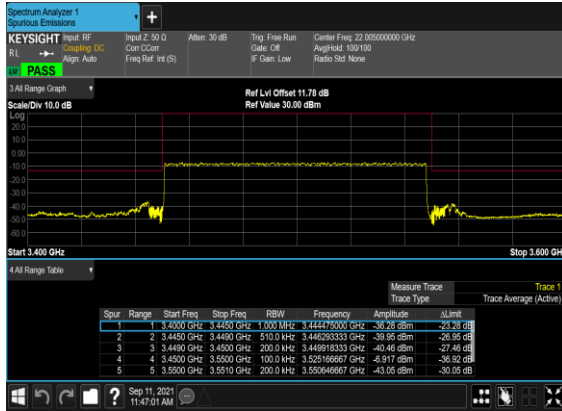 Spectrum Analyzer 1
Spurious Emissions
+
KEYSIGHT Input: RF Input Z: 50 Ω Atten: 30 dB Trig: Free Run Center Freq: 22.005000000 GHz
RL Coupling: DC Corr CCorr Gate: Off Avg|Hold: 100/100
Align: Auto Freq Ref: Int (S) IF Gain: Low Radio Std: None
PASS
3 All Range Graph Ref Lvl Offset 11.78 dB
Scale/Div 10.0 dB Ref Value 30.00 dBm
Log
20.0
10.0
0.00
-10.0
-20.0
-30.0
-40.0
-50.0
-60.0
Start 3.400 GHz Stop 3.600 GH
4 All Range Table
Measure Trace Trace 1
Trace Type Trace Average (Active)
Spur Range Start Freq Stop Freq RBW Frequency Amplitude ΔLimit
1 1 3.4000 GHz 3.4450 GHz 1.000 MHz 3.444475000 GHz -36.28 dBm -23.28 dB
2 2 3.4450 GHz 3.4490 GHz 510.0 kHz 3.446293333 GHz -39.95 dBm -26.95 dB
3 3 3.4490 GHz 3.4500 GHz 200.0 kHz 3.449918333 GHz -40.46 dBm -27.46 dB
4 4 3.4500 GHz 3.5500 GHz 100.0 kHz 3.525166667 GHz -6.917 dBm -36.92 dB
5 5 3.5500 GHz 3.5510 GHz 200.0 kHz 3.550646667 GHz -43.05 dBm -30.05 dB
? Sep 11, 2021
11:47:01 AM